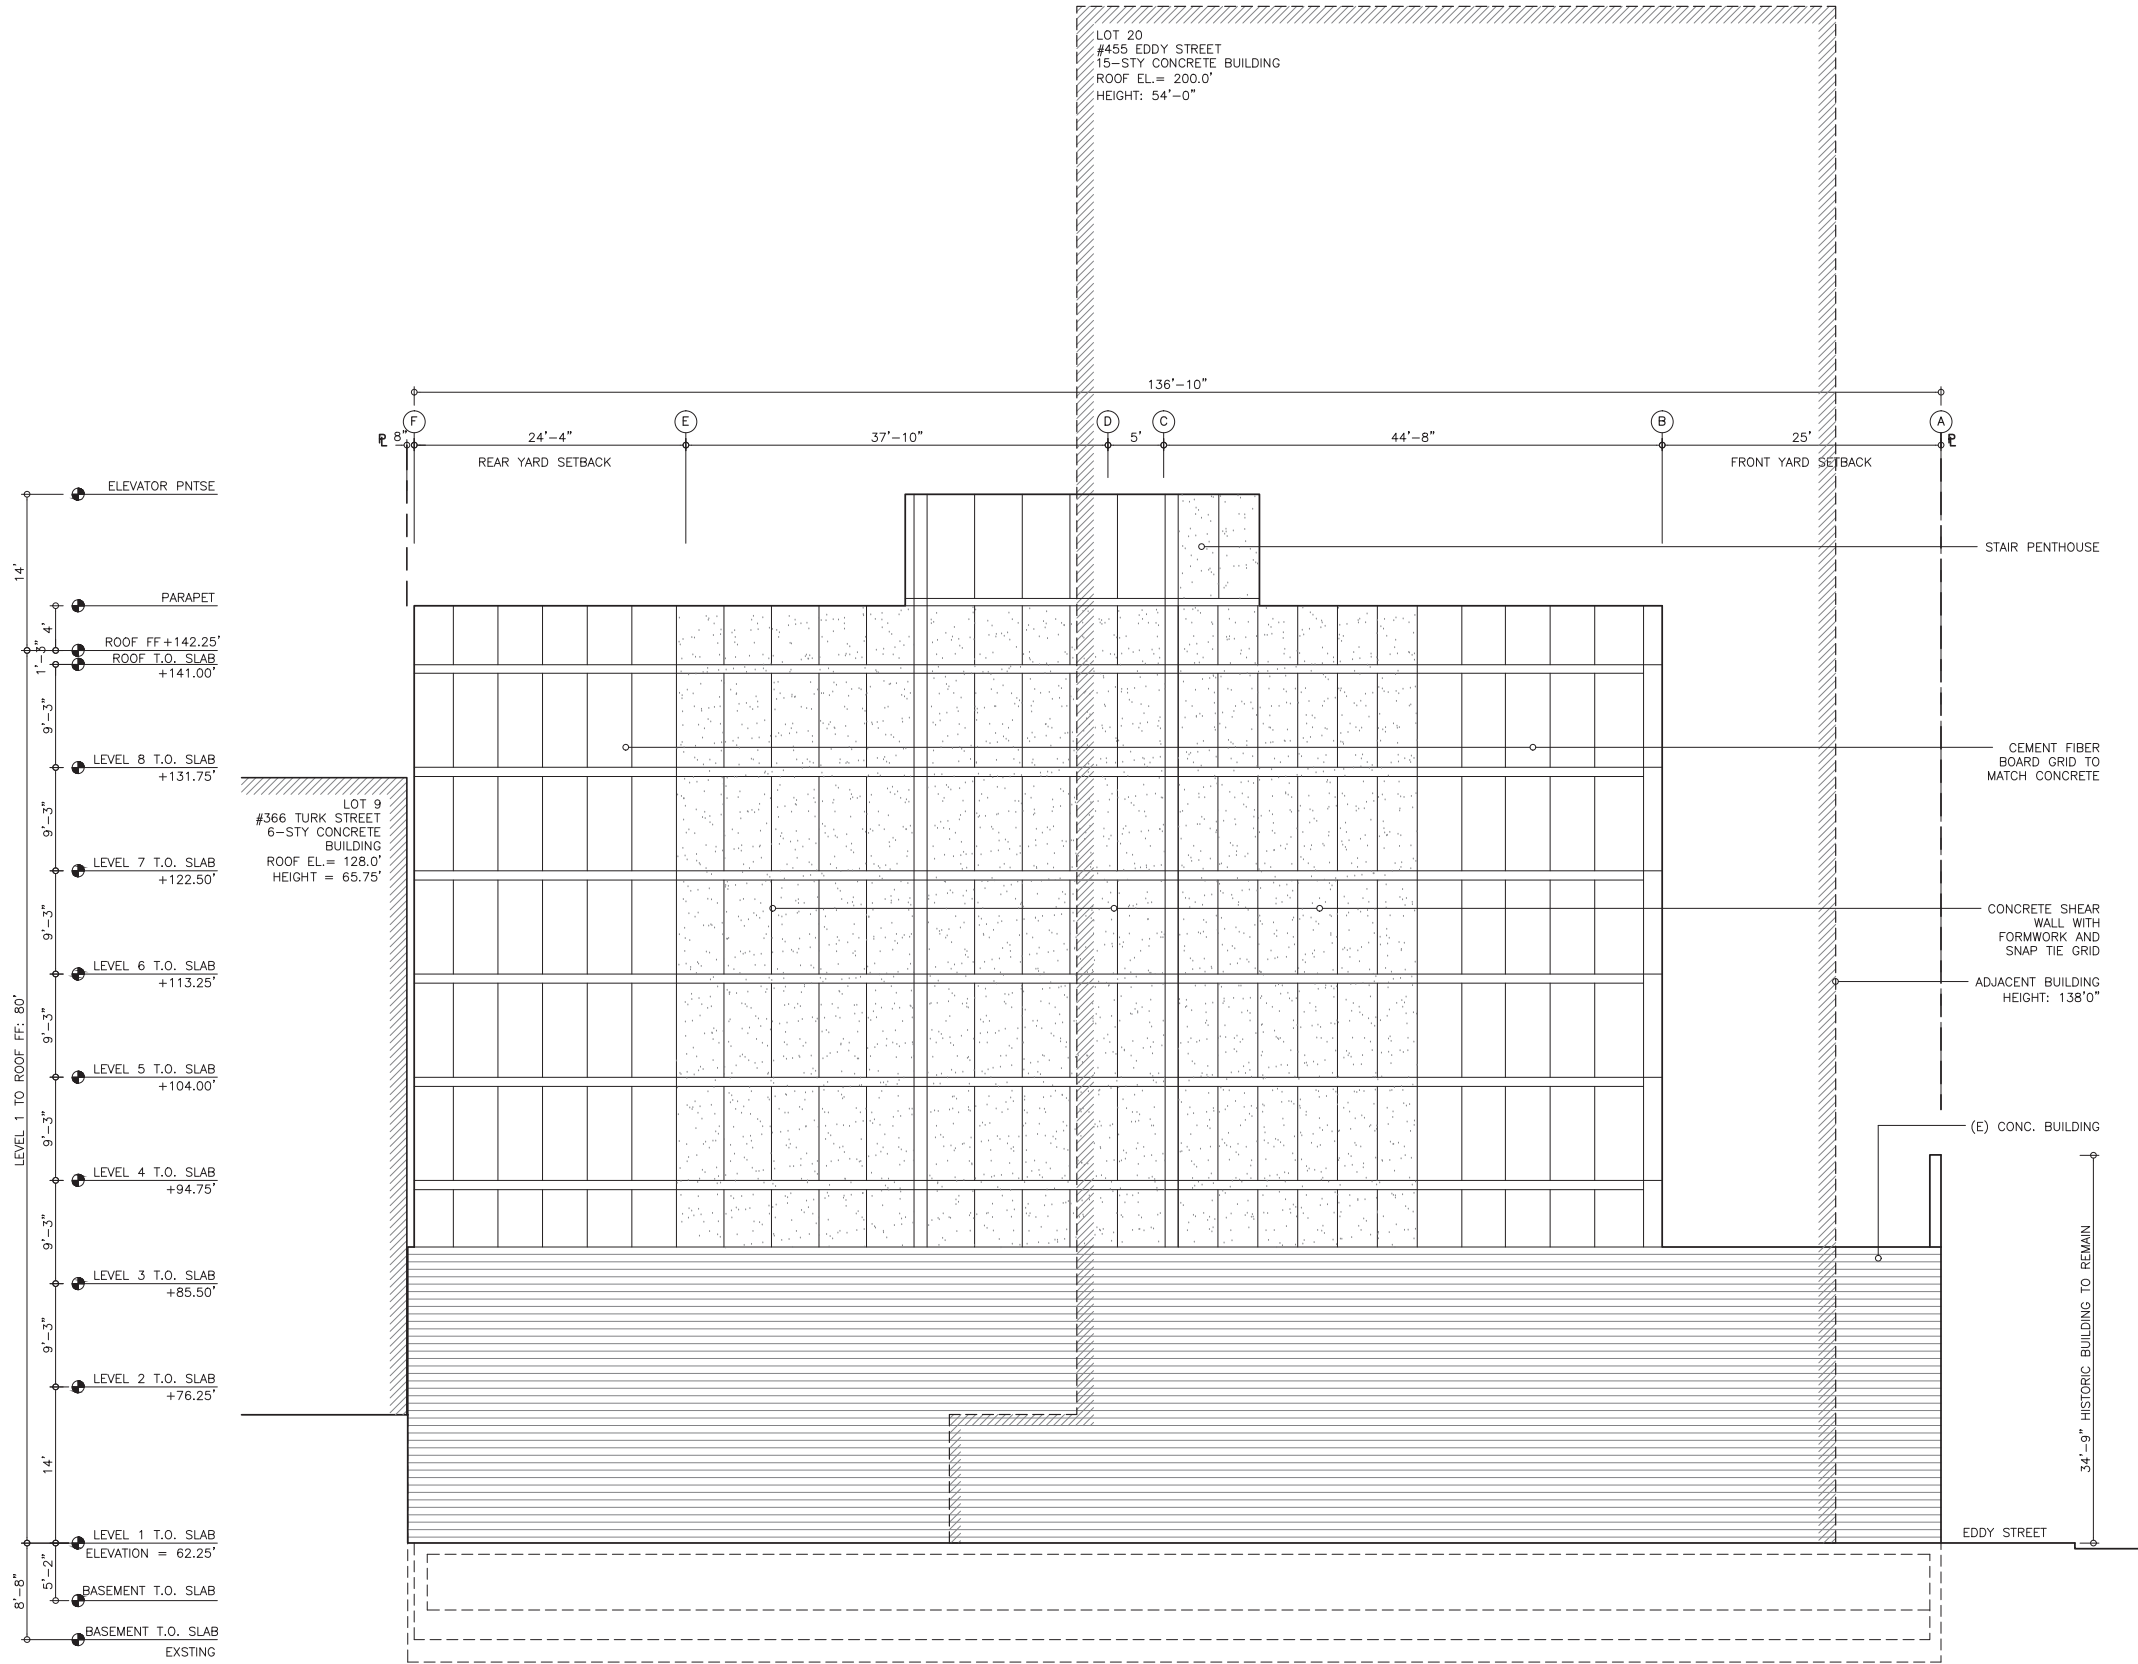 LOT 20
#455 EDDY STREET
15-STY CONCRETE BUILDING
ROOF EL.= 200.0'
HEIGHT: 54'-0"
136'-10"
F
E
D
C
B
A
PL
8"
24'-4"
37'-10"
5'
44'-8"
25'
PL
REAR YARD SETBACK
FRONT YARD SETBACK
ELEVATOR PNTSE
14'
PARAPET
4'
ROOF FF+142.25'
1'-3"
ROOF T.O. SLAB
+141.00'
9'-3"
LEVEL 8 T.O. SLAB
+131.75'
9'-3"
LEVEL 7 T.O. SLAB
+122.50'
9'-3"
LEVEL 6 T.O. SLAB
+113.25'
9'-3"
LEVEL 5 T.O. SLAB
+104.00'
9'-3"
LEVEL 4 T.O. SLAB
+94.75'
9'-3"
LEVEL 3 T.O. SLAB
+85.50'
9'-3"
LEVEL 2 T.O. SLAB
+76.25'
14'
LEVEL 1 T.O. SLAB
ELEVATION = 62.25'
5'-2"
BASEMENT T.O. SLAB
8'-8"
BASEMENT T.O. SLAB
EXSTING
LEVEL 1 TO ROOF FF: 80'
LOT 9
#366 TURK STREET
6-STY CONCRETE
BUILDING
ROOF EL.= 128.0'
HEIGHT = 65.75'
STAIR PENTHOUSE
CEMENT FIBER
BOARD GRID TO
MATCH CONCRETE
CONCRETE SHEAR
WALL WITH
FORMWORK AND
SNAP TIE GRID
ADJACENT BUILDING
HEIGHT: 138'0"
(E) CONC. BUILDING
34'-9" HISTORIC BUILDING TO REMAIN
EDDY STREET